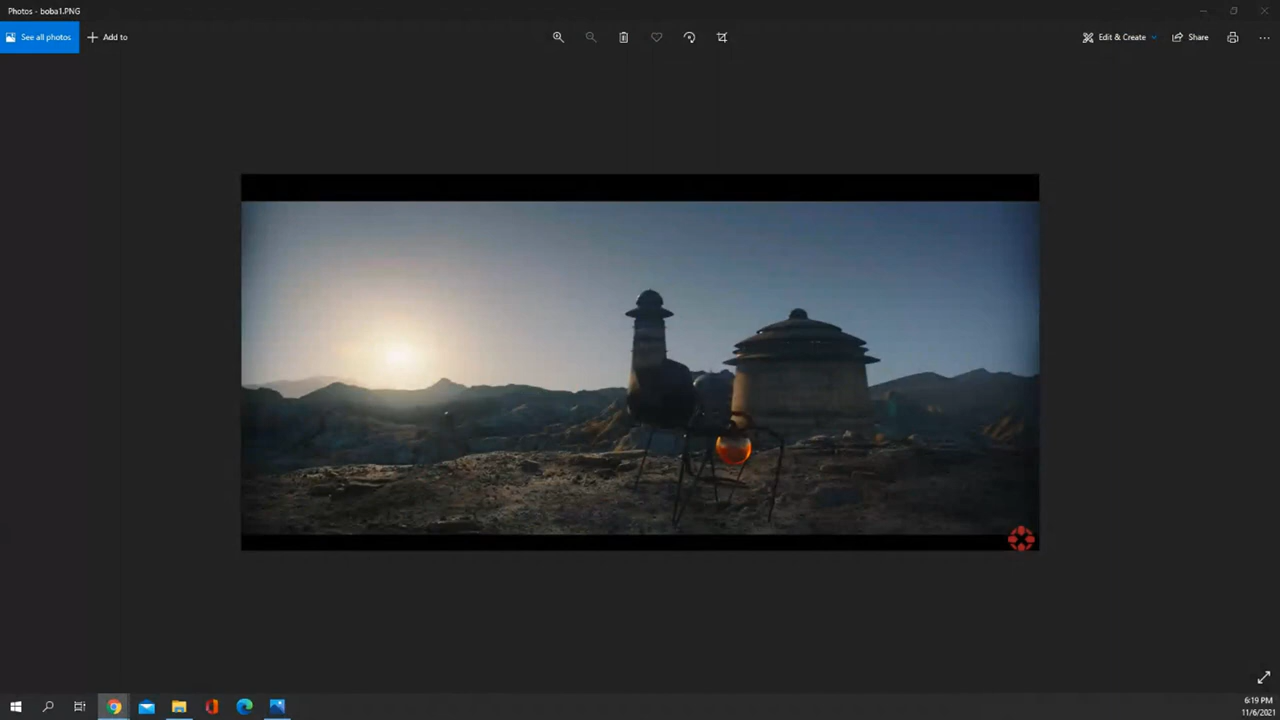 Photos - boba1.PNG
See all photos
Add to
Edit & Create
Share
6:19 PM
11/6/2021